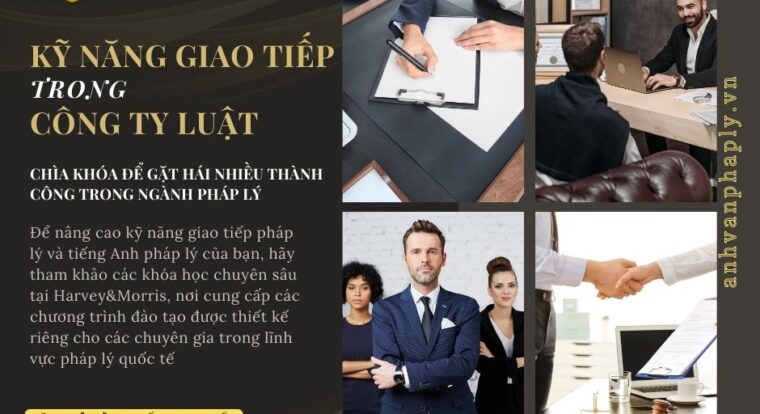 KỸ NĂNG GIAO TIẾP
TRONG
CÔNG TY LUẬT
CHÌA KHÓA ĐỂ GẶT HÁI NHIỀU THÀNH
CÔNG TRONG NGÀNH PHÁP LÝ
Để nâng cao kỹ năng giao tiếp pháp
lý và tiếng Anh pháp lý của bạn, hãy
tham khảo các khóa học chuyên sâu
tại Harvey&Morris, nơi cung cấp các
chương trình đào tạo được thiết kế
riêng cho các chuyên gia trong lĩnh
vực pháp lý quốc tế
anhvanphaply.vn